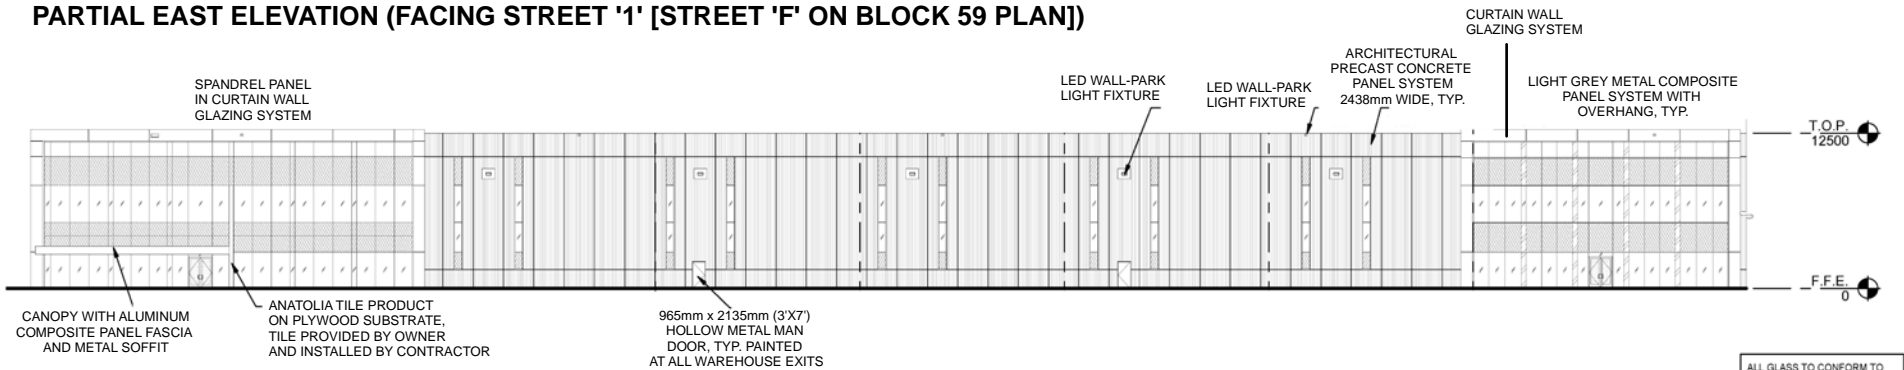 PARTIAL EAST ELEVATION (FACING STREET '1' [STREET 'F' ON BLOCK 59 PLAN])
CURTAIN WALL
GLAZING SYSTEM
SPANDREL PANEL
IN CURTAIN WALL
GLAZING SYSTEM
LED WALL-PARK
LIGHT FIXTURE
LED WALL-PARK
LIGHT FIXTURE
ARCHITECTURAL
PRECAST CONCRETE
PANEL SYSTEM
2438mm WIDE, TYP.
LIGHT GREY METAL COMPOSITE
PANEL SYSTEM WITH
OVERHANG, TYP.
T.O.P.
12500
F.F.E.
0
CANOPY WITH ALUMINUM
COMPOSITE PANEL FASCIA
AND METAL SOFFIT
ANATOLIA TILE PRODUCT
ON PLYWOOD SUBSTRATE,
TILE PROVIDED BY OWNER
AND INSTALLED BY CONTRACTOR
965mm x 2135mm (3'X7')
HOLLOW METAL MAN
DOOR, TYP. PAINTED
AT ALL WAREHOUSE EXITS
ALL GLASS TO CONFORM TO